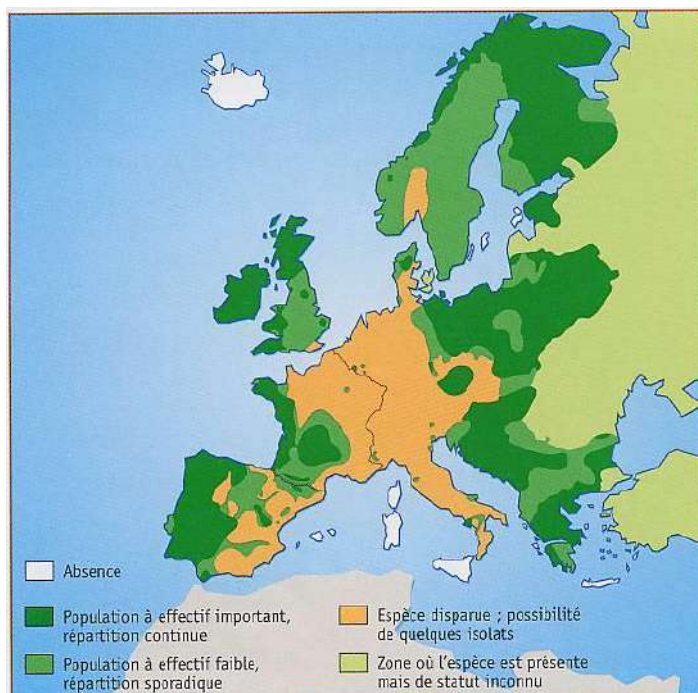 Absence
Population à effectif important,
répartition continue
Population à effectif faible,
répartition sporadique
Espèce disparue ; possibilité
de quelques isolats
Zone où l'espèce est présente
mais de statut inconnu